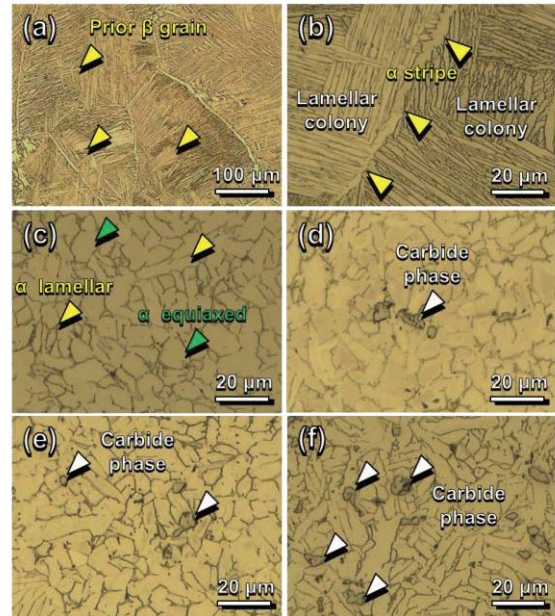 (a)
Prior β grain
100 μm
(b)
α stripe
Lamellar colony
Lamellar colony
20 μm
(c)
α lamellar
α equiaxed
20 μm
(d)
Carbide phase
20 μm
(e)
Carbide phase
20 μm
(f)
Carbide phase
20 μm